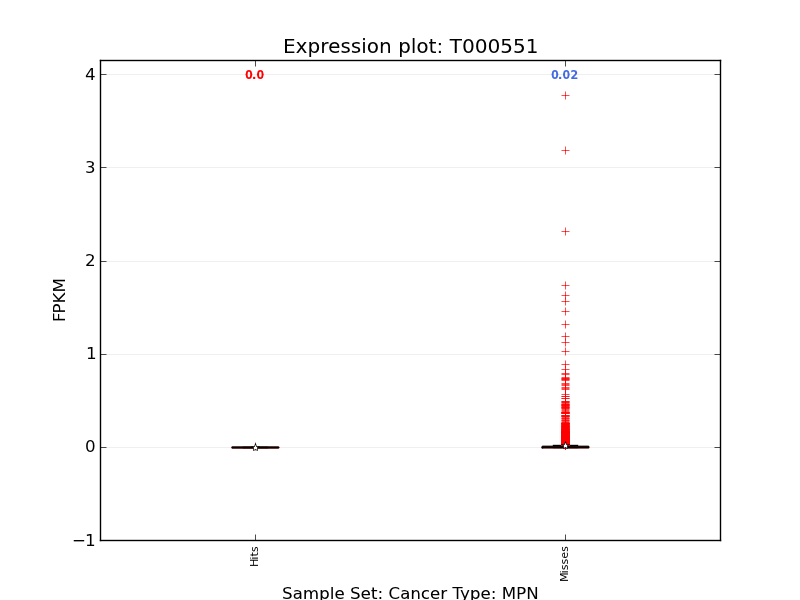 Expression plot: T000551
0.0
0.02
4
3
2
1
0
−1
FPKM
Hits
Misses
Sample Set: Cancer Type: MPN